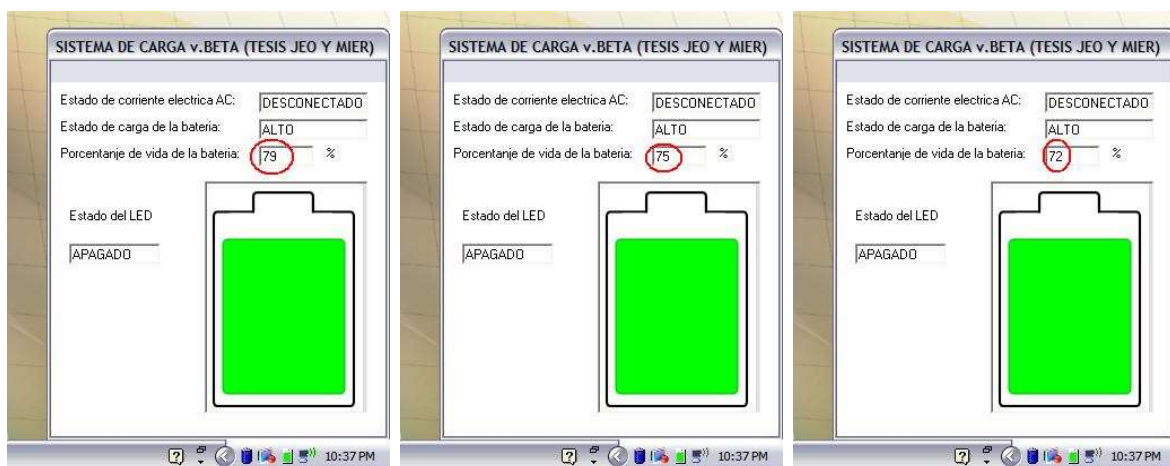 SISTEMA DE CARGA v.BETA (TESIS JEO Y MIER)
Estado de corriente electrica AC: DESCONECTADO
Estado de carga de la bateria: ALTO
Porcentanje de vida de la bateria: 79 %
Estado del LED
APAGADO
10:37 PM
SISTEMA DE CARGA v.BETA (TESIS JEO Y MIER)
Estado de corriente electrica AC: DESCONECTADO
Estado de carga de la bateria: ALTO
Porcentanje de vida de la bateria: 75 %
Estado del LED
APAGADO
10:37 PM
SISTEMA DE CARGA v.BETA (TESIS JEO Y MIER)
Estado de corriente electrica AC: DESCONECTADO
Estado de carga de la bateria: ALTO
Porcentanje de vida de la bateria: 72 %
Estado del LED
APAGADO
10:37 PM